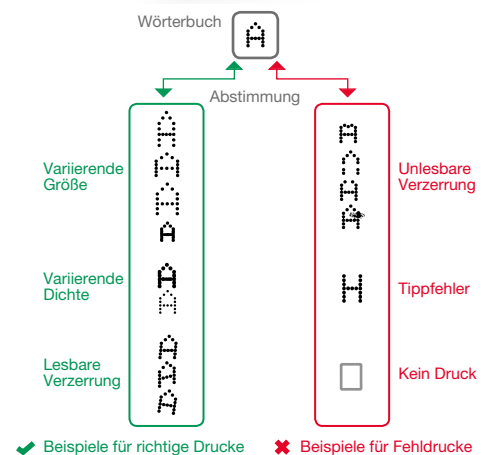 Wörterbuch
A
Abstimmung
A
A
A
A
Variierende
Größe
A
A
Variierende
Dichte
A
A
A
Lesbare
Verzerrung
A
A
A
Unlesbare
Verzerrung
H
Tippfehler
Kein Druck
Beispiele für richtige Drucke
Beispiele für Fehldrucke